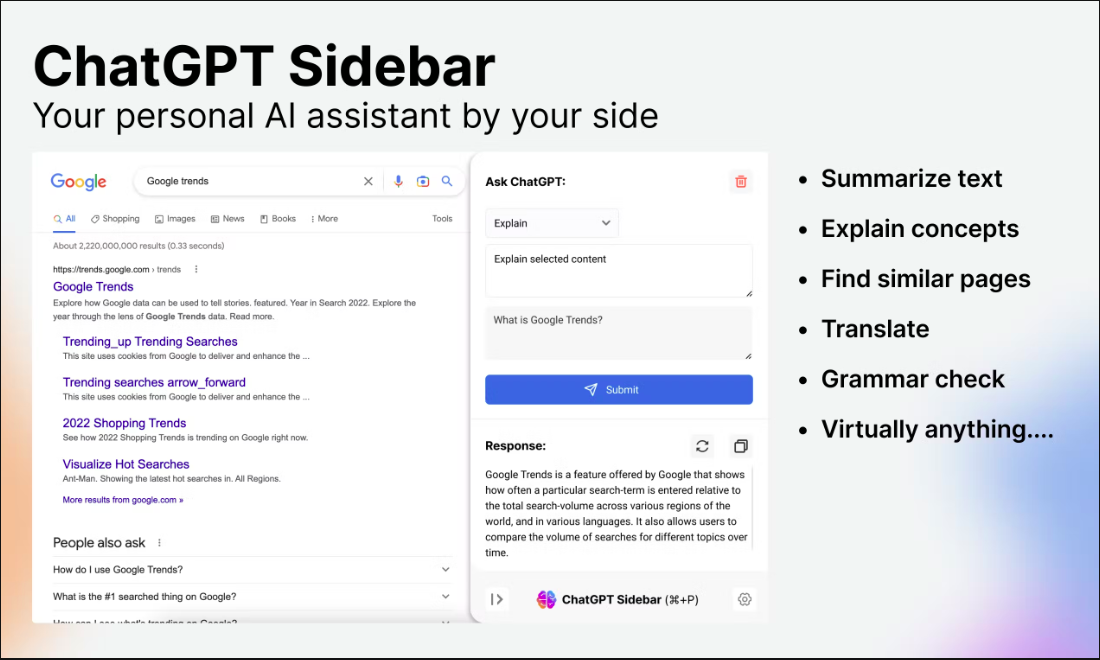 ChatGPT Sidebar
Your personal AI assistant by your side
Google
Google trends
All
Shopping
Images
News
Books
More
Tools
About 2,220,000,000 results (0.33 seconds)
https://trends.google.com › trends
Google Trends
Explore how Google data can be used to tell stories. featured. Year in Search 2022. Explore the
year through the lens of Google Trends data. Read more.
Trending_up Trending Searches
This site uses cookies from Google to deliver and enhance the ...
Trending searches arrow_forward
This site uses cookies from Google to deliver and enhance the ...
2022 Shopping Trends
See how 2022 Shopping Trends is trending on Google right now.
Visualize Hot Searches
Ant-Man. Showing the latest hot searches in. All Regions.
More results from google.com »
People also ask
How do I use Google Trends?
What is the #1 searched thing on Google?
How can I see what's trending on Google?
Ask ChatGPT:
Explain
Explain selected content
What is Google Trends?
Submit
Response:
Google Trends is a feature offered by Google that shows
how often a particular search-term is entered relative to
the total search-volume across various regions of the
world, and in various languages. It also allows users to
compare the volume of searches for different topics over
time.
ChatGPT Sidebar (⌘+P)
• Summarize text
• Explain concepts
• Find similar pages
• Translate
• Grammar check
• Virtually anything....